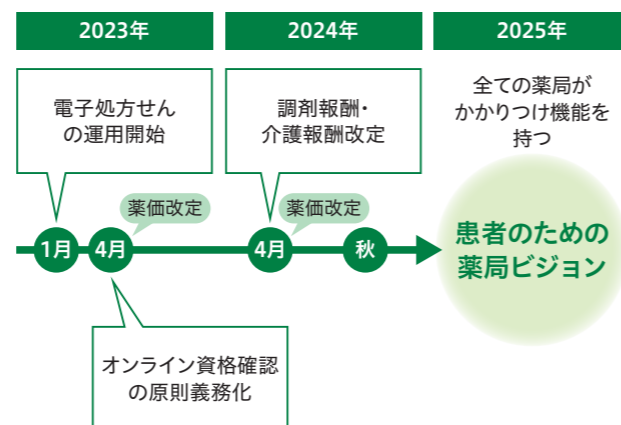 2023年
2024年
2025年
電子処方せん
の運用開始
調剤報酬・
介護報酬改定
全ての薬局が
かかりつけ機能を
持つ
薬価改定
薬価改定
1月
4月
4月
秋
患者のための
薬局ビジョン
オンライン資格確認
の原則義務化